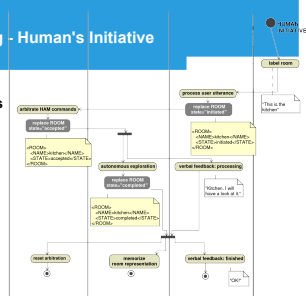 - Human's Initiative
HUMAN
INITIATIVE
label room
process user utterance
"This is the
kitchen"
arbitrate HAM commands
replace ROOM
state="initiated"
replace ROOM
state="accepted"
<ROOM>
<NAME>kitchen</NAME>
<STATE>initiated</STATE>
</ROOM>
<ROOM>
<NAME>kitchen</NAME>
<STATE>accepted</STATE>
</ROOM>
autonomous exploration
verbal feedback: processing
replace ROOM
state="completed"
"Kitchen. I will
have a look at it."
<ROOM>
<NAME>kitchen</NAME>
<STATE>completed</STATE>
</ROOM>
reset arbitration
memorize
room representation
verbal feedback: finished
"OK!"